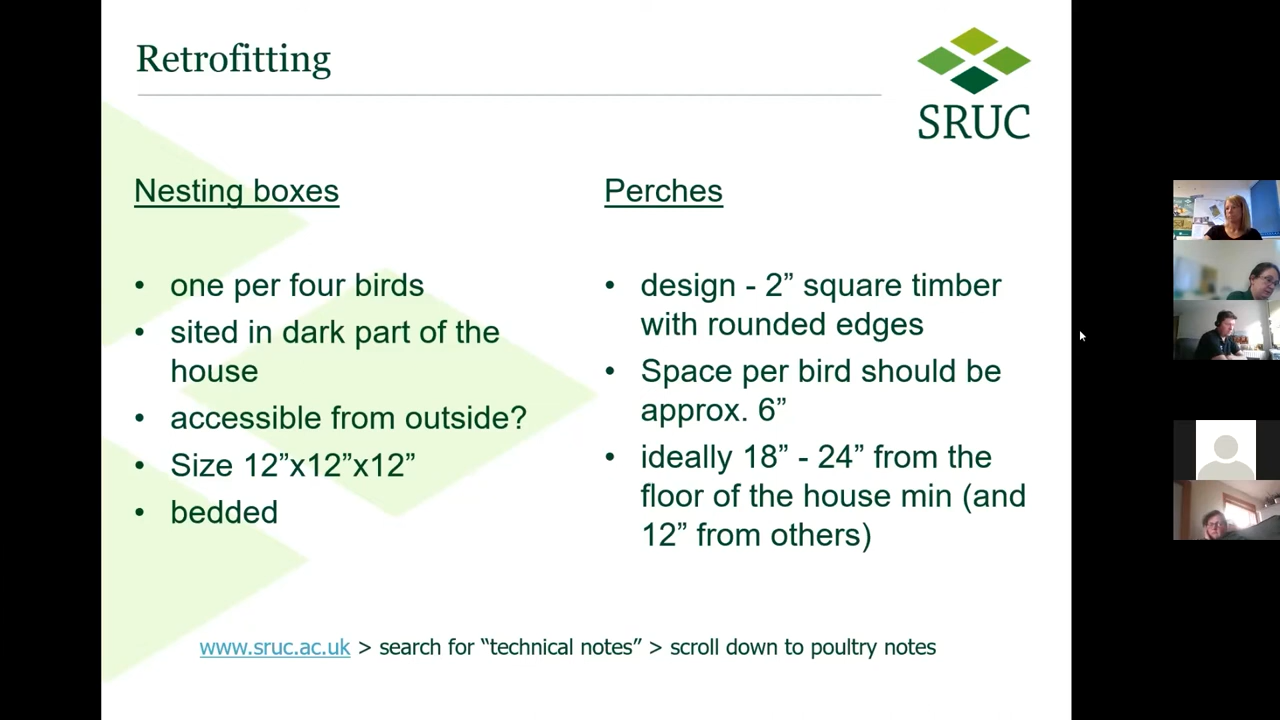 Retrofitting
SRUC
Nesting boxes
• one per four birds
• sited in dark part of the
house
• accessible from outside?
• Size 12”x12”x12”
• bedded
Perches
• design - 2” square timber
with rounded edges
• Space per bird should be
approx. 6”
• ideally 18” - 24” from the
floor of the house min (and
12” from others)
www.sruc.ac.uk > search for “technical notes” > scroll down to poultry notes